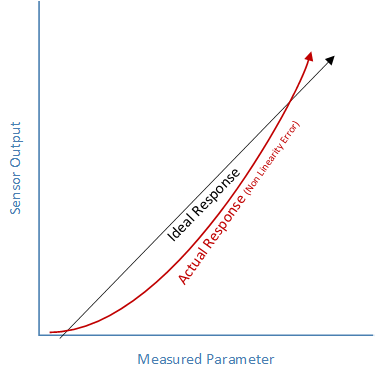 Sensor Output
Ideal Response
Actual Response (Non Linearity Error)
Measured Parameter